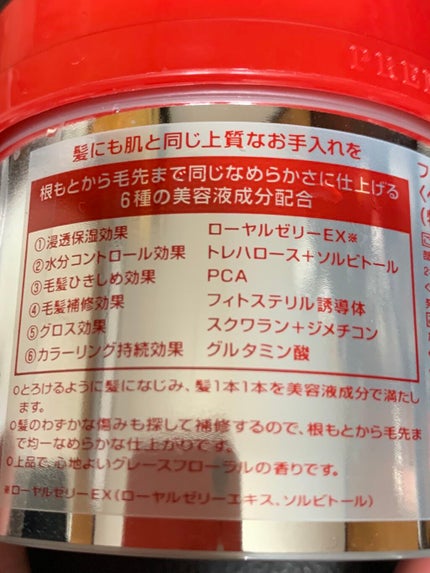 PREM
髪にも肌と同じ上質なお手入れを
根もとから毛先まで同じなめらかさに仕上げる
6種の美容液成分配合
①浸透保湿効果 ローヤルゼリーEX※
②水分コントロール効果 トレハロース+ソルビトール
③毛髪ひきしめ効果 PCA
④毛髪補修効果 フィトステリル誘導体
⑤グロス効果 スクワラン+ジメチコン
⑥カラーリング持続効果 グルタミン酸
○とろけるように髪になじみ、髪1本1本を美容液成分で満たし
ます。
○髪のわずかな傷みも探して補修するので、根もとから毛先ま
で均一なめらかな仕上がりです。
○上品で、心地よいグレースフローラルの香りです。
※ローヤルゼリーEX(ローヤルゼリーエキス、ソルビトール)